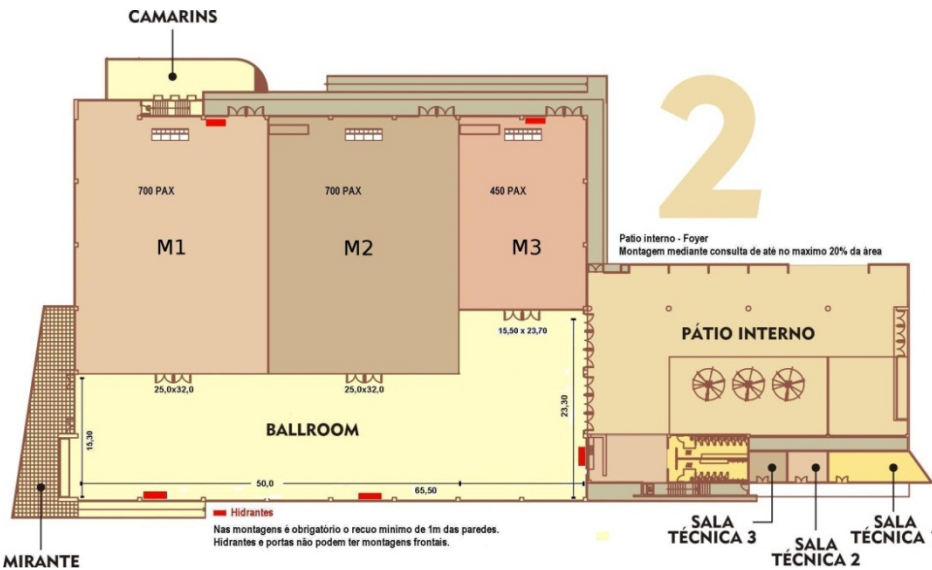 CAMARINS
2
700 PAX
700 PAX
450 PAX
M1
M2
M3
Patio interno - Foyer
Montagem mediante consulta de até no maximo 20% da área
15,50 x 23,70
PÁTIO INTERNO
25,0x32,0
25,0x32,0
23,30
BALLROOM
15,30
50,0
65,50
Hidrantes
Nas montagens é obrigatório o recuo minimo de 1m das paredes.
Hidrantes e portas não podem ter montagens frontais.
MIRANTE
SALA
TÉCNICA 3
SALA
TÉCNICA 2
SALA
TÉCNICA